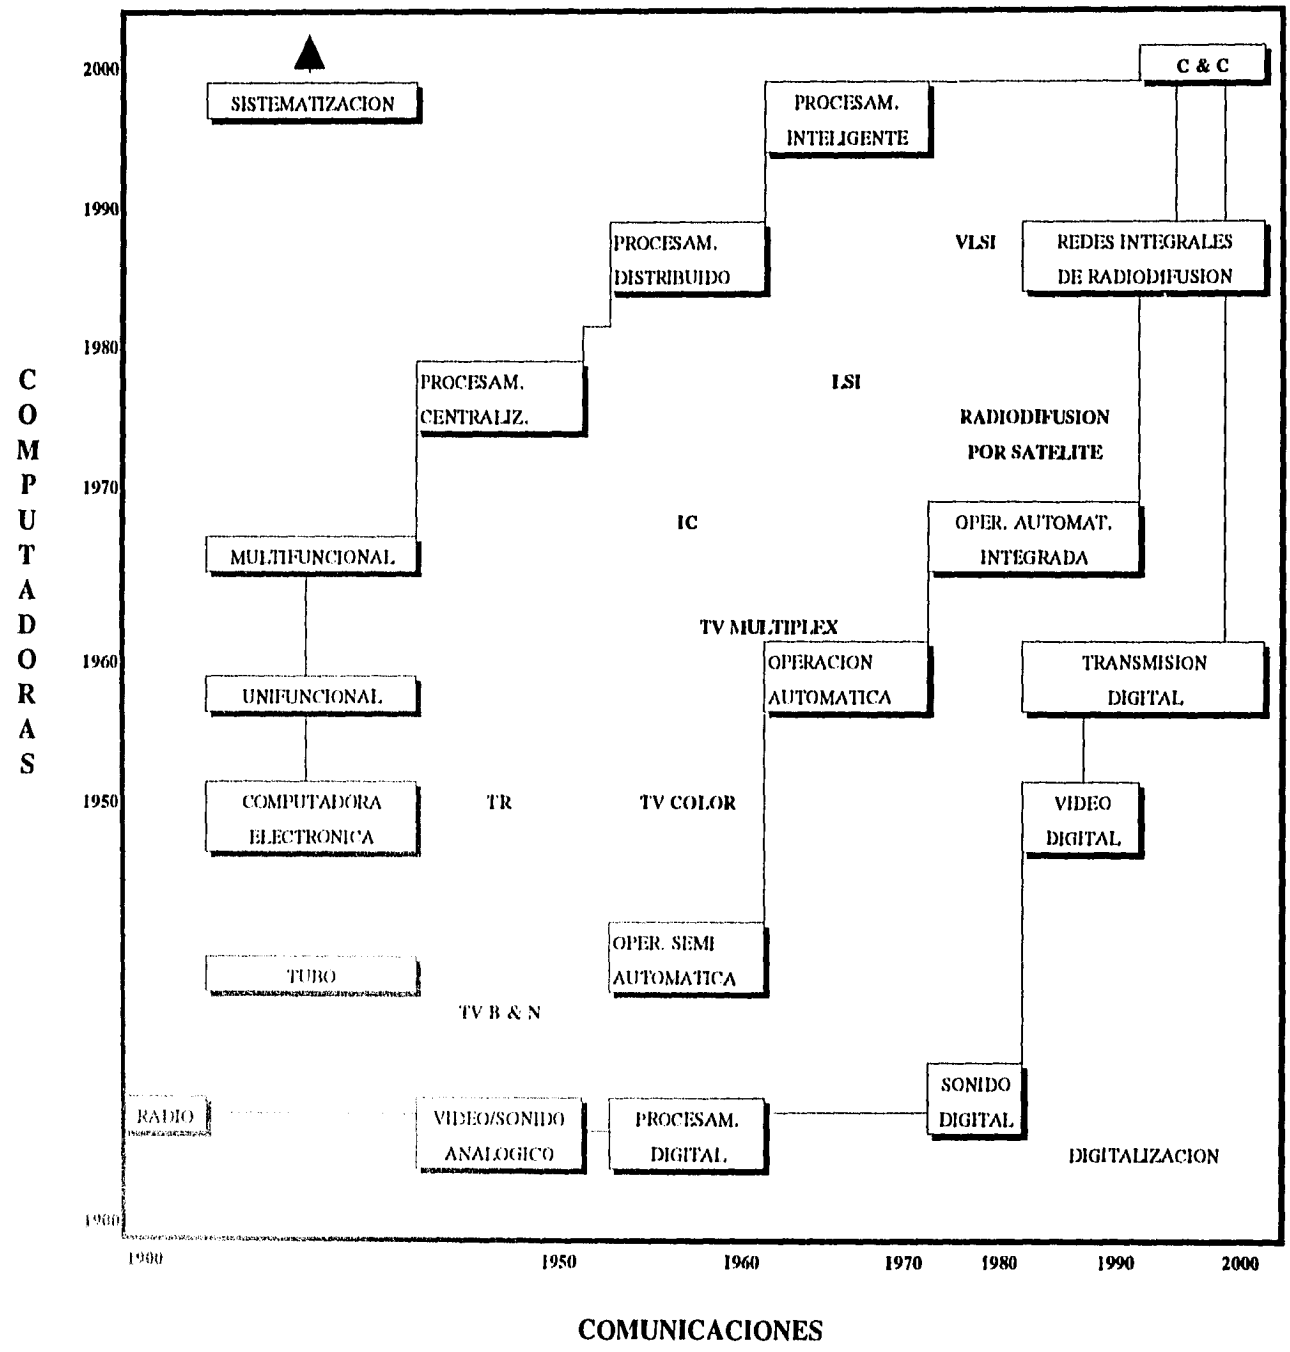 2000
C & C
SISTEMATIZACION
PROCESAM.
INTELIGENTE
1990
PROCESAM.
DISTRIBUIDO
VLSI
REDES INTEGRALES
DE RADIODIFUSION
1980
PROCESAM.
CENTRALIZ.
LSI
RADIODIFUSION
POR SATELITE
COMPUTADORAS
1970
IC
OPER. AUTOMAT.
INTEGRADA
MULTIFUNCIONAL
TV MULTIPLEX
1960
OPERACION
AUTOMATICA
TRANSMISION
DIGITAL
UNIFUNCIONAL
1950
COMPUTADORA
ELECTRONICA
TR
TV COLOR
VIDEO
DIGITAL
OPER. SEMI
AUTOMATICA
TUBO
TV B & N
SONIDO
DIGITAL
RADIO
VIDEO/SONIDO
ANALOGICO
PROCESAM.
DIGITAL
DIGITALIZACION
1900
1900 1950 1960 1970 1980 1990 2000
COMUNICACIONES